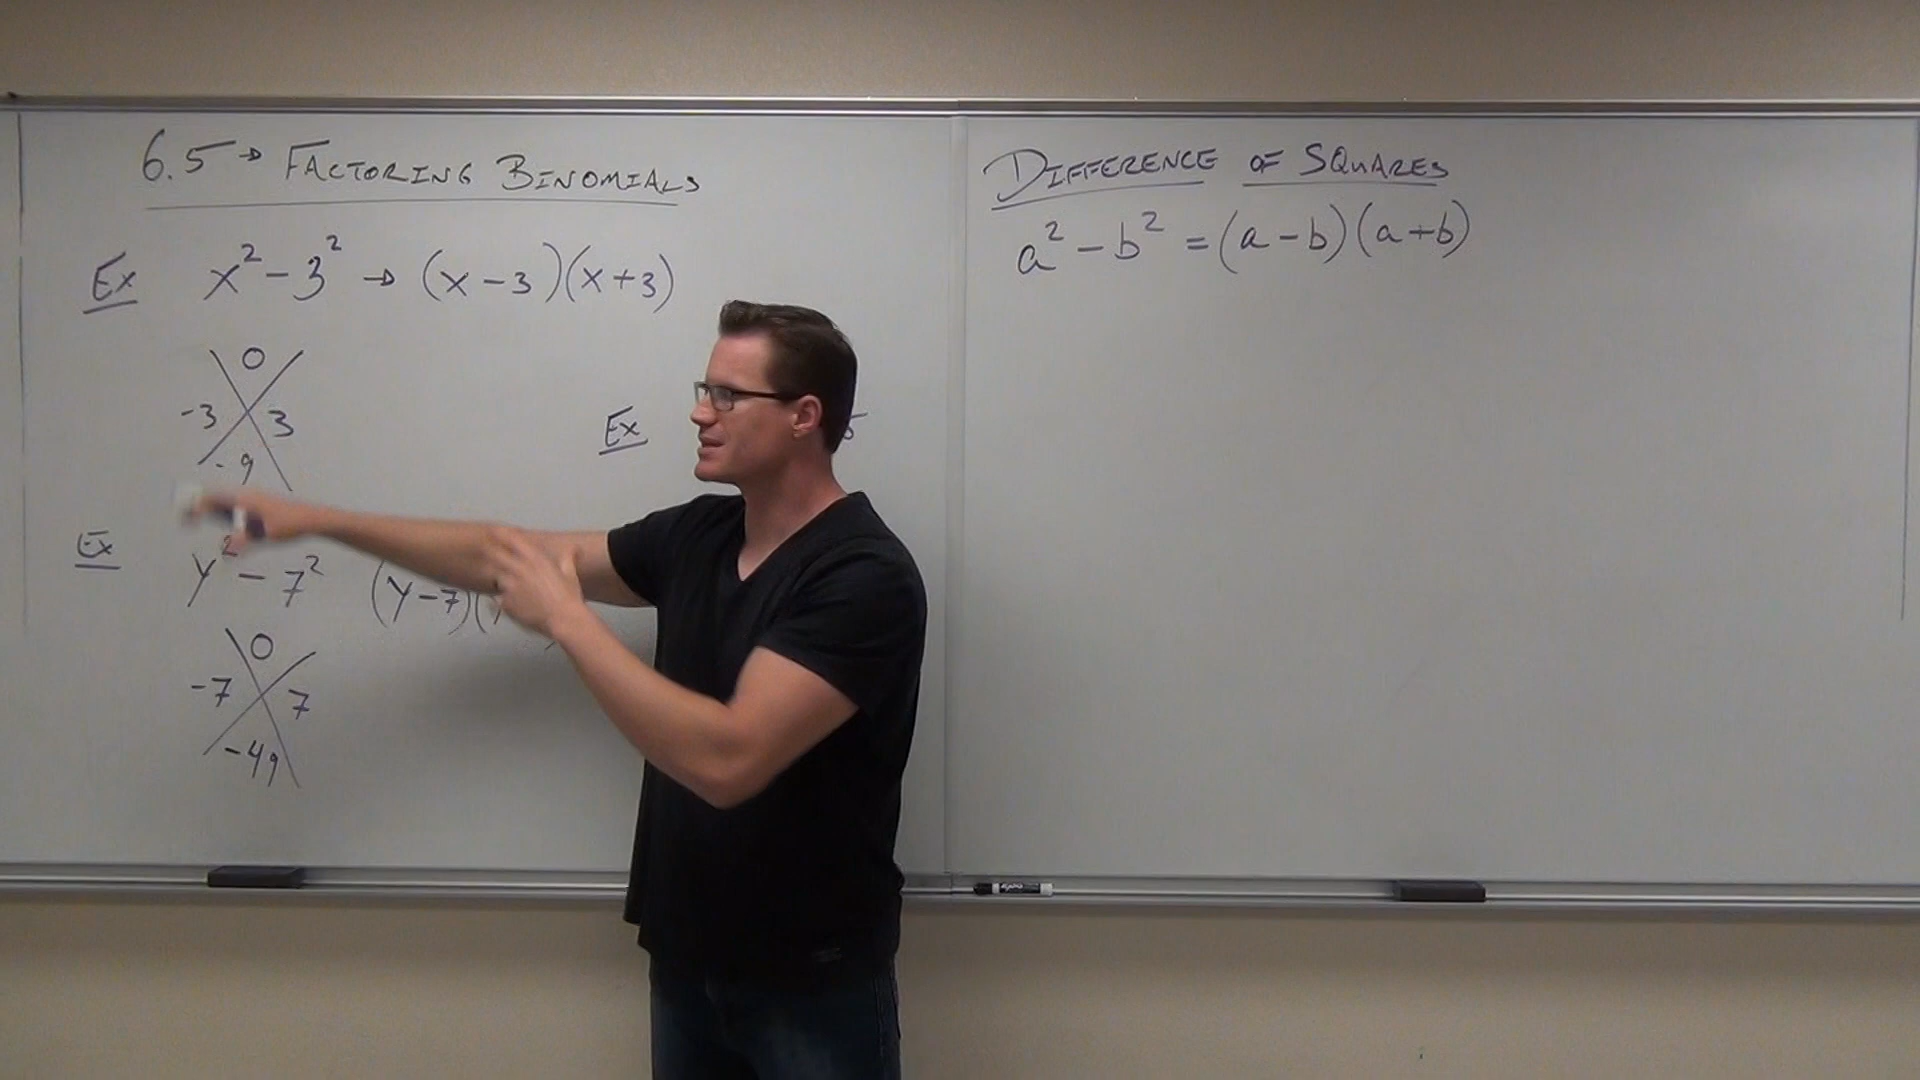 6.5 → FACTORING BINOMIALS
Ex x² - 3² → (x - 3)(x + 3)
0
-3 3
-9
Ex
Ex y² - 7² (y - 7)(
0
-7 7
-49
DIFFERENCE OF SQUARES
a² - b² = (a - b)(a + b)
EXPO